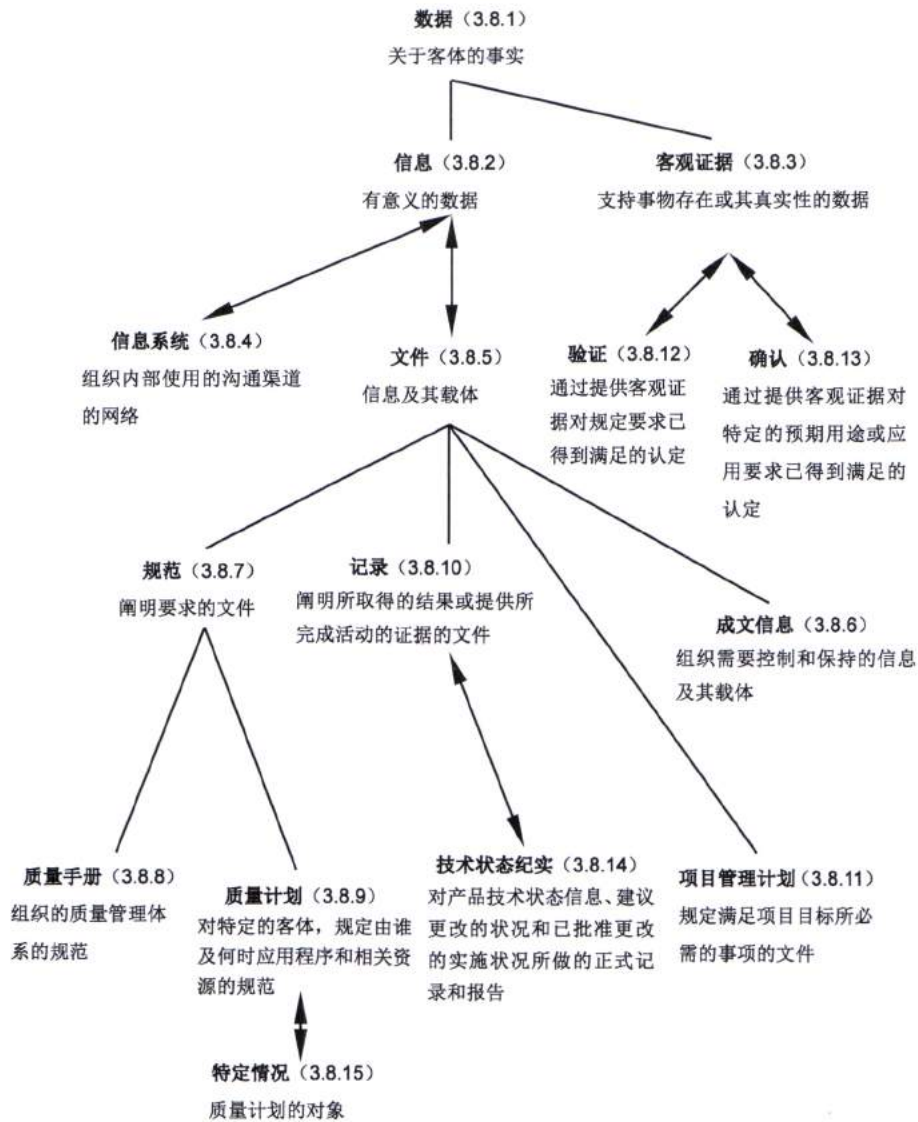 数据（3.8.1）
关于客体的事实
信息（3.8.2）
有意义的数据
客观证据（3.8.3）
支持事物存在或其真实性的数据
信息系统（3.8.4）
组织内部使用的沟通渠道
的网络
文件（3.8.5）
信息及其载体
验证（3.8.12）
通过提供客观证
据对规定要求已
得到满足的认定
确认（3.8.13）
通过提供客观证据对
特定的预期用途或应
用要求已得到满足的
认定
规范（3.8.7）
阐明要求的文件
记录（3.8.10）
阐明所取得的结果或提供所
完成活动的证据的文件
成文信息（3.8.6）
组织需要控制和保持的信息
及其载体
质量手册（3.8.8）
组织的质量管理体
系的规范
质量计划（3.8.9）
对特定的客体，规定由谁
及何时应用程序和相关资
源的规范
技术状态纪实（3.8.14）
对产品技术状态信息、建议
更改的状况和已批准更改
的实施状况所做的正式记
录和报告
项目管理计划（3.8.11）
规定满足项目目标所必
需的事项的文件
特定情况（3.8.15）
质量计划的对象